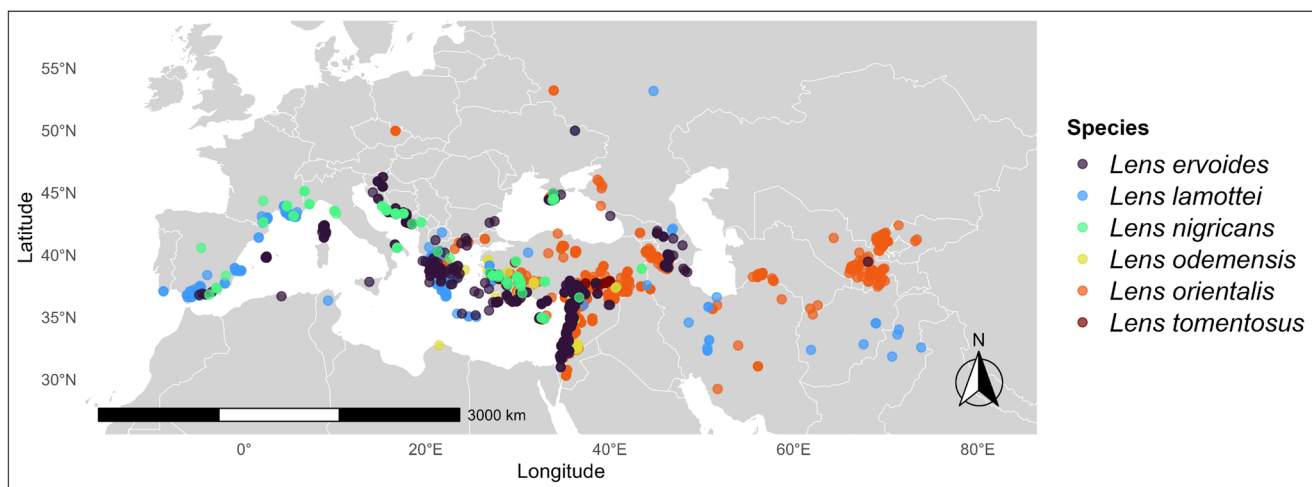 55°N
50°N
45°N
40°N
35°N
30°N
Latitude
0°
20°E
40°E
60°E
80°E
Longitude
3000 km
N
Species
Lens ervoides
Lens lamottei
Lens nigricans
Lens odemensis
Lens orientalis
Lens tomentosus